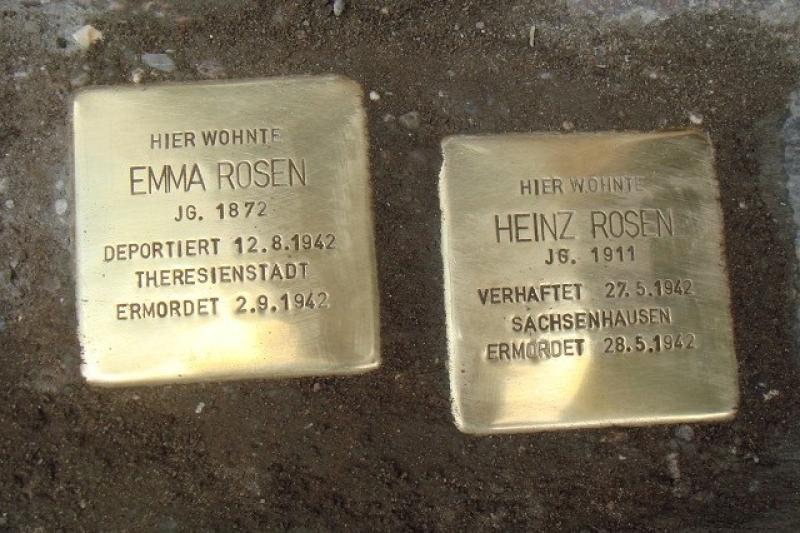 HIER WOHNTE
EMMA ROSEN
JG. 1872
DEPORTIERT 12.8.1942
THERESIENSTADT
ERMORDET 2.9.1942
HIER WOHNTE
HEINZ ROSEN
JG. 1911
VERHAFTET 27.5.1942
SACHSENHAUSEN
ERMORDET 28.5.1942